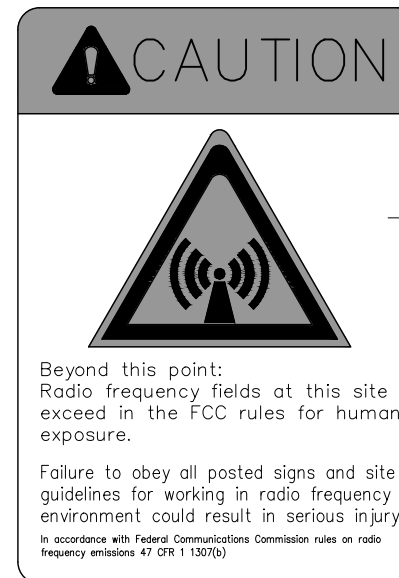 CAUTION
Beyond this point:
Radio frequency fields at this site
exceed in the FCC rules for human
exposure.
Failure to obey all posted signs and site
guidelines for working in radio frequency
environment could result in serious injury
In accordance with Federal Communications Commission rules on radio
frequency emissions 47 CFR 1 1307(b)